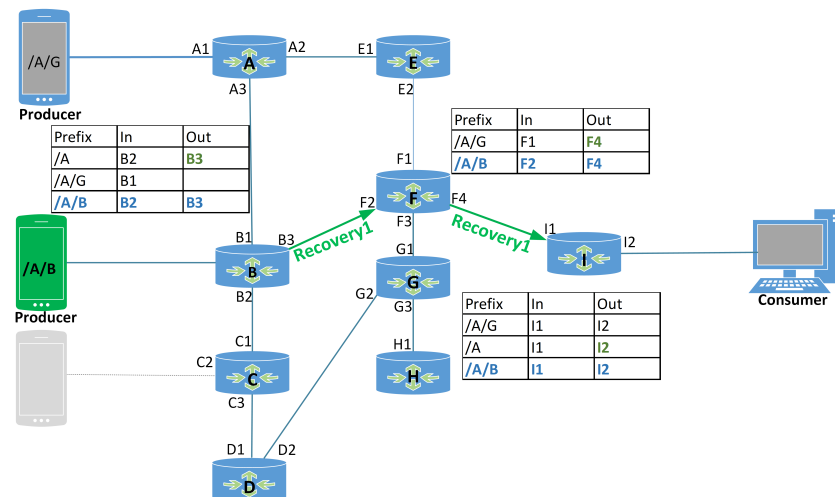 /A/G
Producer
A1
A
A2
A3
E1
E
E2
Prefix In Out
/A B2 B3
/A/G B1
/A/B B2 B3
Prefix In Out
/A/G F1 F4
/A/B F2 F4
F1
F2
F
F4
F3
Recovery1
Recovery1
/A/B
Producer
B1
B3
B
B2
I1
I
I2
Consumer
G1
G
G2
G3
Prefix In Out
/A/G I1 I2
/A I1 I2
/A/B I1 I2
H1
H
C1
C2
C
C3
D1
D2
D